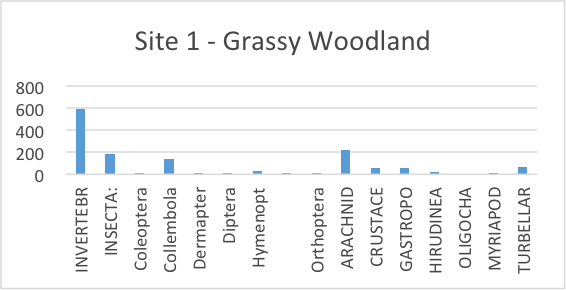 Site 1 - Grassy Woodland
800
600
400
200
0
INVERTEBR
INSECTA:
Coleoptera
Collembola
Dermapter
Diptera
Hymenopt
Orthoptera
ARACHNID
CRUSTACE
GASTROPO
HIRUDINEA
OLIGOCHA
MYRIAPOD
TURBELLAR